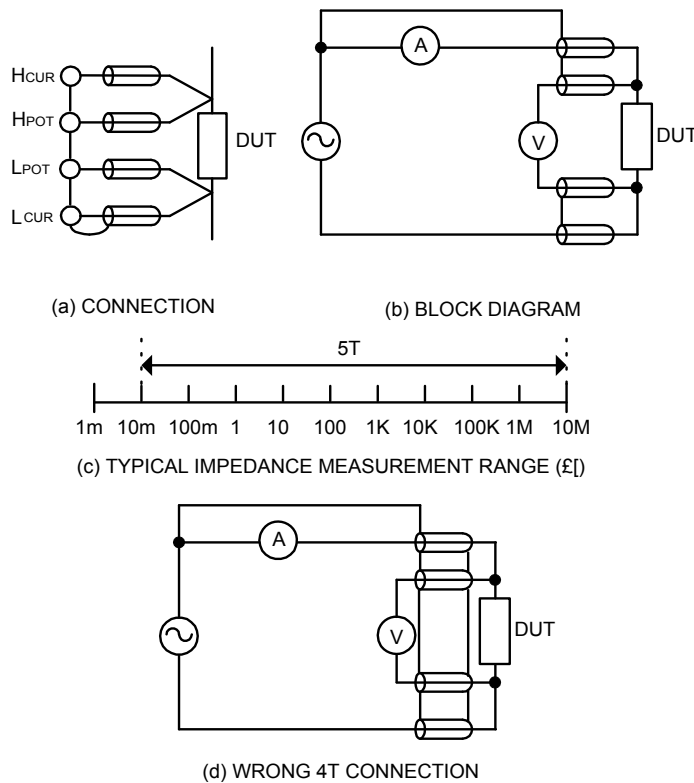 HCUR
HPOT
LPOT
LCUR
DUT
A
V
DUT
(a) CONNECTION
(b) BLOCK DIAGRAM
5T
1m 10m 100m 1 10 100 1K 10K 100K 1M 10M
(c) TYPICAL IMPEDANCE MEASUREMENT RANGE (£[)
A
V
DUT
(d) WRONG 4T CONNECTION